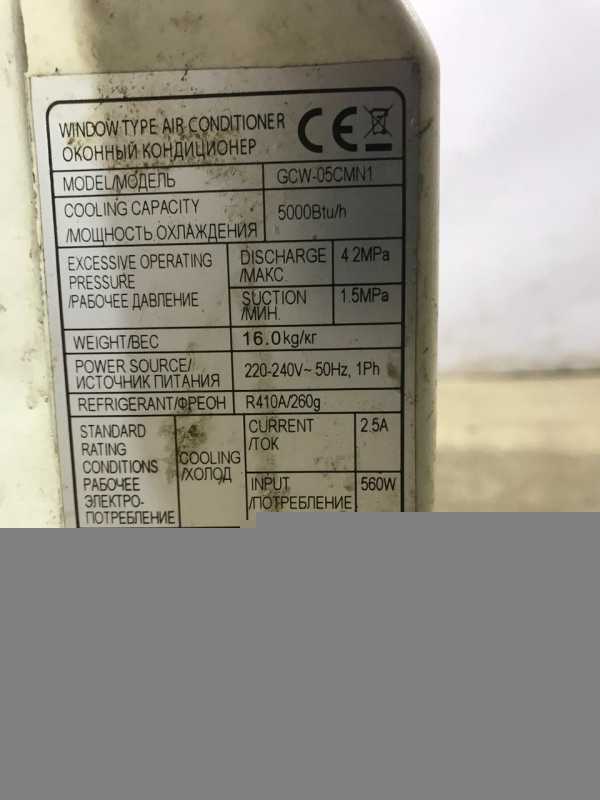 WINDOW TYPE AIR CONDITIONER
ОКОННЫЙ КОНДИЦИОНЕР
CE
MODEL/МОДЕЛЬ GCW-05CMN1
COOLING CAPACITY
/МОЩНОСТЬ ОХЛАЖДЕНИЯ 5000Btu/h
EXCESSIVE OPERATING
PRESSURE
/РАБОЧЕЕ ДАВЛЕНИЕ
DISCHARGE
/МАКС. 4.2MPa
SUCTION
/МИН. 1.5MPa
WEIGHT/ВЕС 16.0kg/кг
POWER SOURCE/
ИСТОЧНИК ПИТАНИЯ 220-240V~ 50Hz, 1Ph
REFRIGERANT/ФРЕОН R410A/260g
STANDARD
RATING
CONDITIONS
РАБОЧЕЕ
ЭЛЕКТРО-
ПОТРЕБЛЕНИЕ
COOLING
/ХОЛОД
CURRENT
/ТОК 2.5A
INPUT
/ПОТРЕБЛЕНИЕ 560W